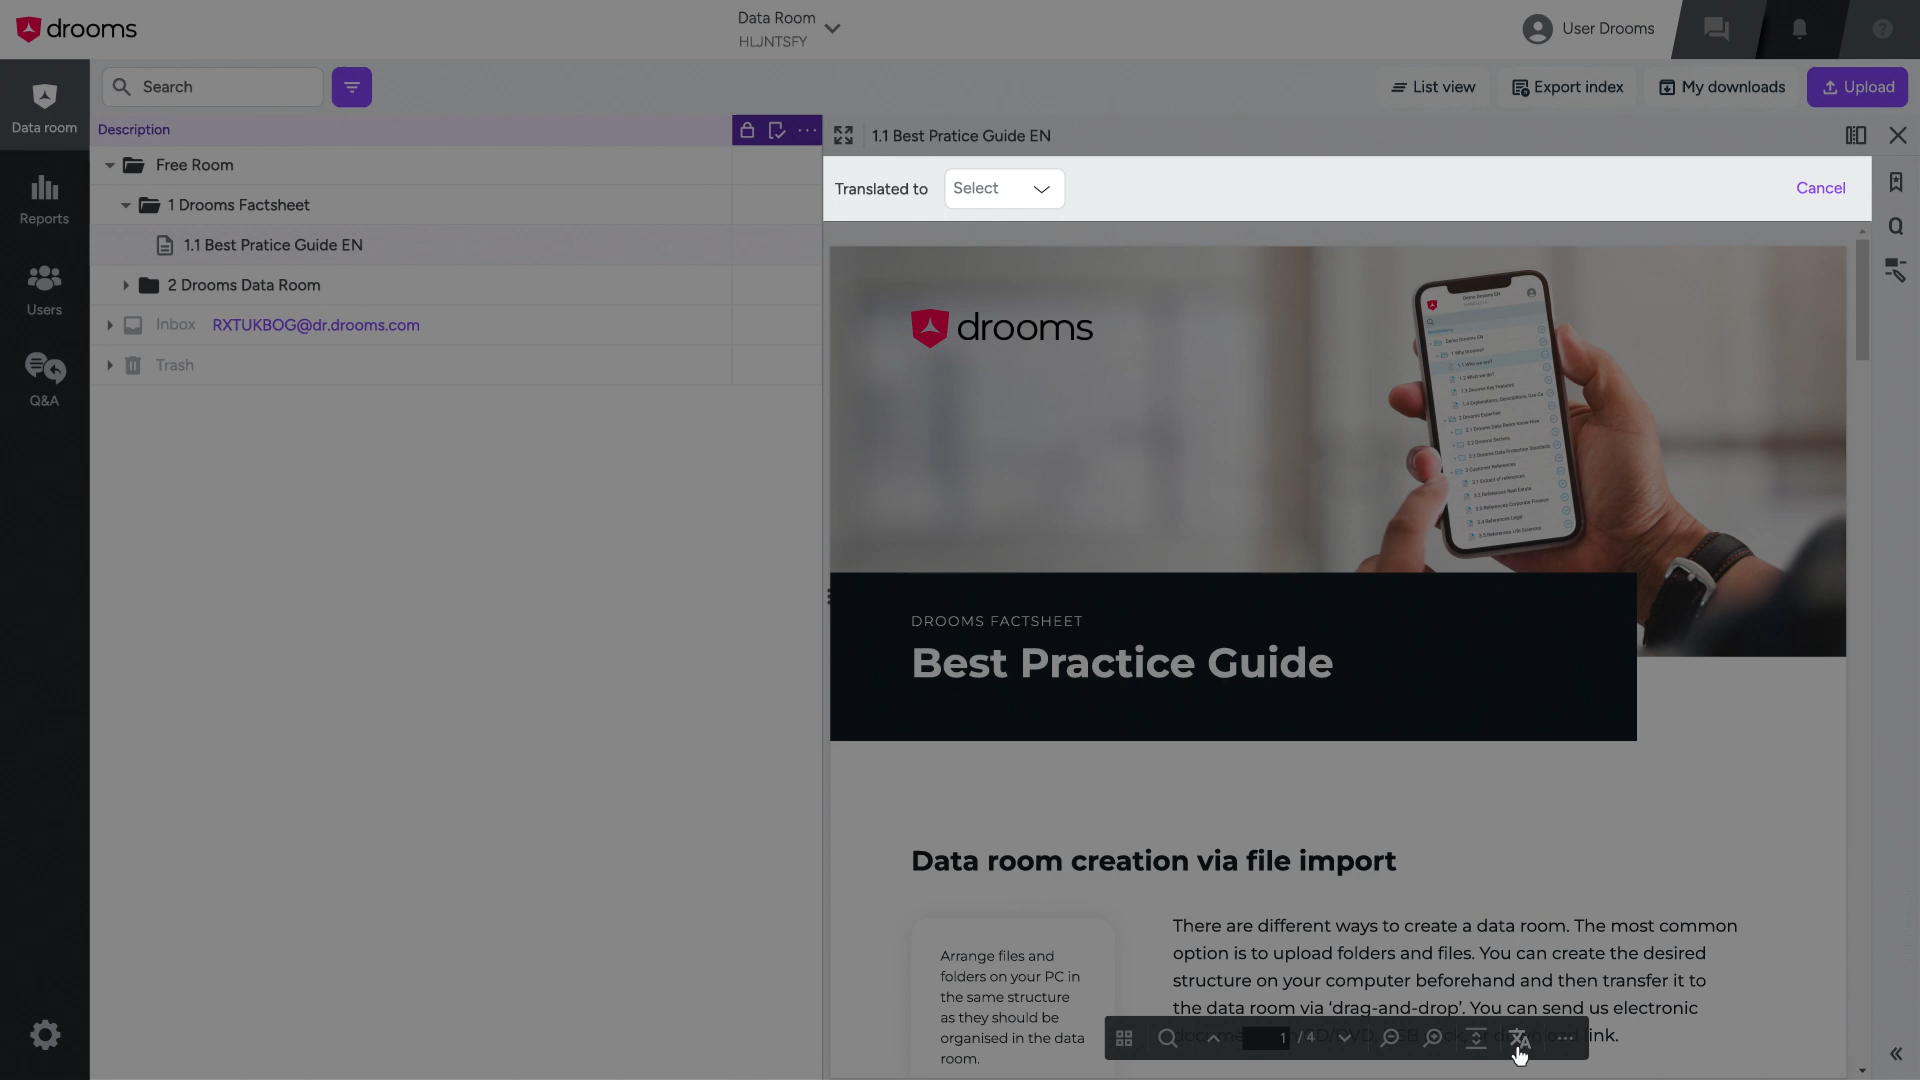 drooms
Data Room
HLJNTSFY
User Drooms
Search
List view
Export index
My downloads
Upload
Data room
Reports
Users
Q&A
Description
Free Room
1 Drooms Factsheet
1.1 Best Pratice Guide EN
2 Drooms Data Room
Inbox RXTUKBOG@dr.drooms.com
Trash
1.1 Best Pratice Guide EN
Translated to Select Cancel
drooms
DROOMS FACTSHEET
Best Practice Guide
Data room creation via file import
Arrange files and
folders on your PC in
the same structure
as they should be
organised in the data
room.
There are different ways to create a data room. The most common
option is to upload folders and files. You can create the desired
structure on your computer beforehand and then transfer it to
the data room via ‘drag-and-drop’. You can send us electronic
link.
1 / 4